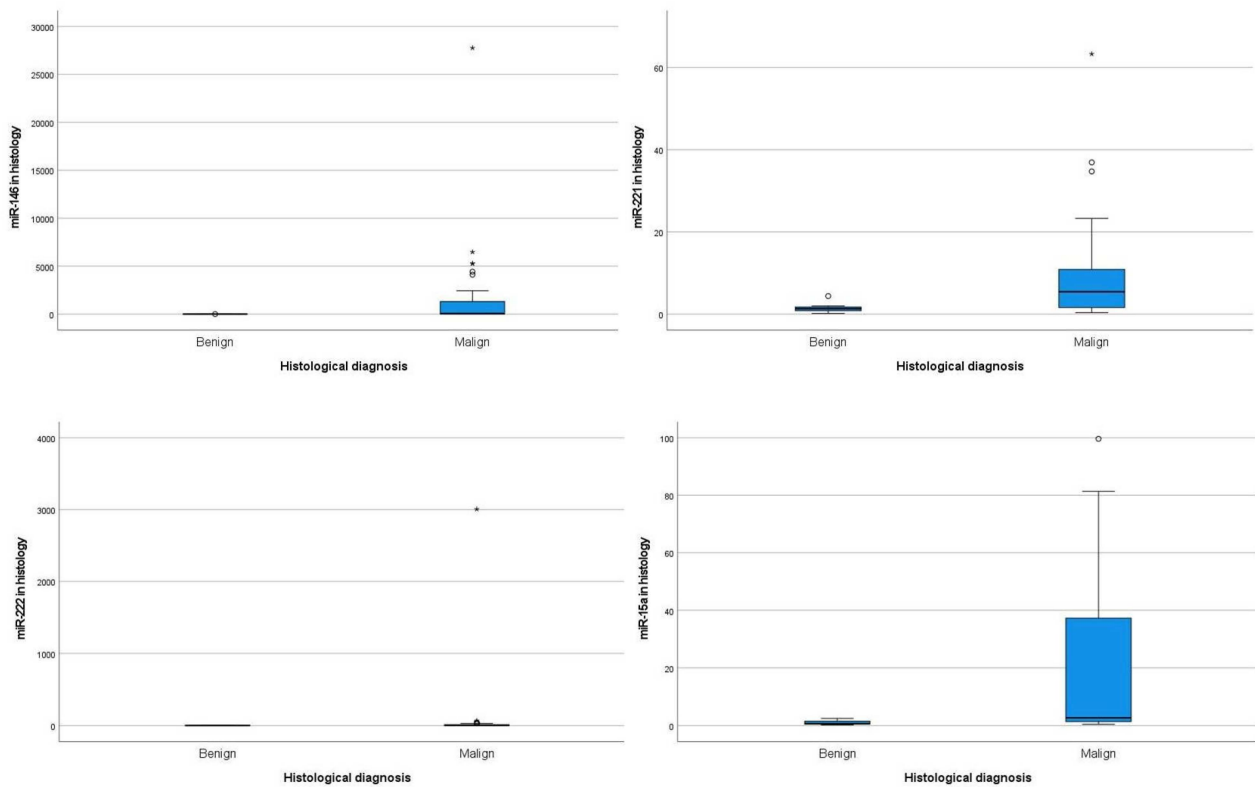 miR-146 in histology
30000
25000
20000
15000
10000
5000
0
Benign Malign
Histological diagnosis
miR-221 in histology
60
40
20
0
Benign Malign
Histological diagnosis
miR-222 in histology
4000
3000
2000
1000
0
Benign Malign
Histological diagnosis
miR-15a in histology
100
80
60
40
20
0
Benign Malign
Histological diagnosis